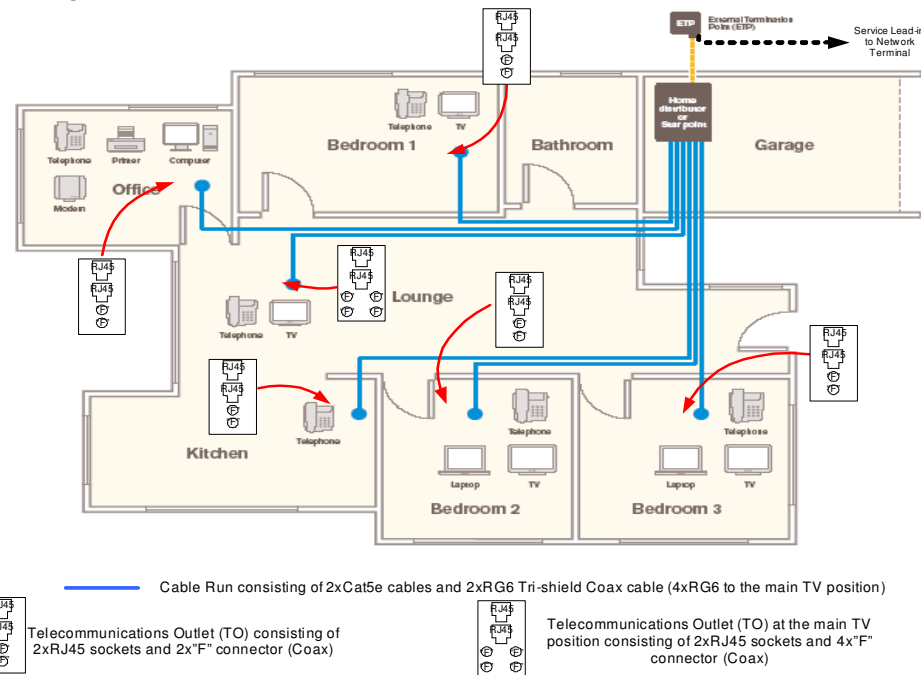 RJ45
RJ45
F
F
ETP
External Termination
Point (ETP)
Service Lead-in
to Network
Terminal
Home
distributor
or
Star point
Telephone
TV
Bedroom 1
Bathroom
Garage
Telephone
Printer
Computer
Office
Modem
RJ45
RJ45
F
F
RJ45
RJ45
F F
F F
Lounge
Telephone
TV
RJ45
RJ45
F
F
RJ45
RJ45
F
F
RJ45
RJ45
F
F
Telephone
Kitchen
Telephone
Laptop
TV
Bedroom 2
Telephone
Laptop
TV
Bedroom 3
Cable Run consisting of 2xCat5e cables and 2xRG6 Tri-shield Coax cable (4xRG6 to the main TV position)
RJ45
RJ45
F
F
Telecommunications Outlet (TO) consisting of
2xRJ45 sockets and 2x"F" connector (Coax)
RJ45
RJ45
F F
F F
Telecommunications Outlet (TO) at the main TV
position consisting of 2xRJ45 sockets and 4x"F"
connector (Coax)